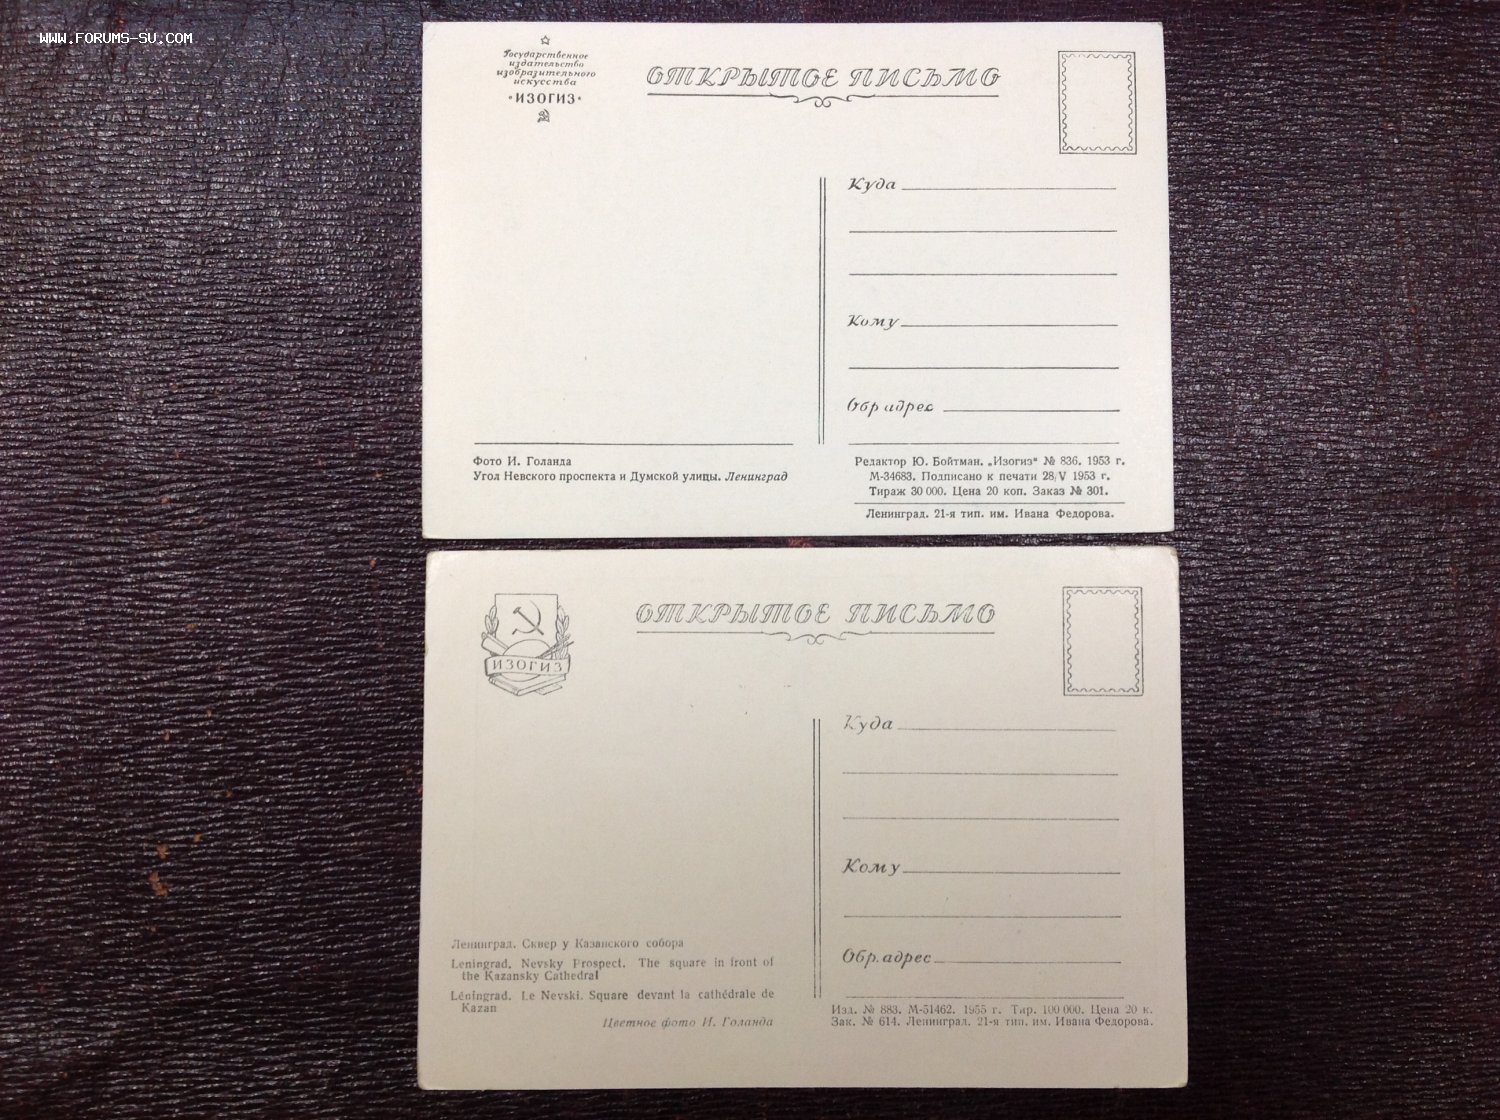 WWW.FORUMS-SU.COM
Государственное
издательство
изобразительного
искусства
•ИЗОГИЗ•
ОТКРЫТОЕ ПИСЬМО
Куда
Кому
Обр адрес
Фото И. Голанда
Угол Невского проспекта и Думской улицы. Ленинград
Редактор Ю. Бойтман. „Изогиз“ № 836. 1953 г.
М-34683. Подписано к печати 28/V 1953 г.
Тираж 30 000. Цена 20 коп. Заказ № 301.
Ленинград. 21-я тип. им. Ивана Федорова.
ИЗОГИЗ
ОТКРЫТОЕ ПИСЬМО
Куда
Кому
Обр. адрес
Ленинград. Сквер у Казанского собора
Leningrad. Nevsky Prospect. The square in front of
the Kazansky Cathedral
Léningrad. Le Nevski. Square devant la cathédrale de
Kazan
Цветное фото И. Голанда
Изд. № 883. М-51462. 1955 г. Тир. 100 000. Цена 20 к.
Зак. № 614. Ленинград. 21-я тип. им. Ивана Федорова.